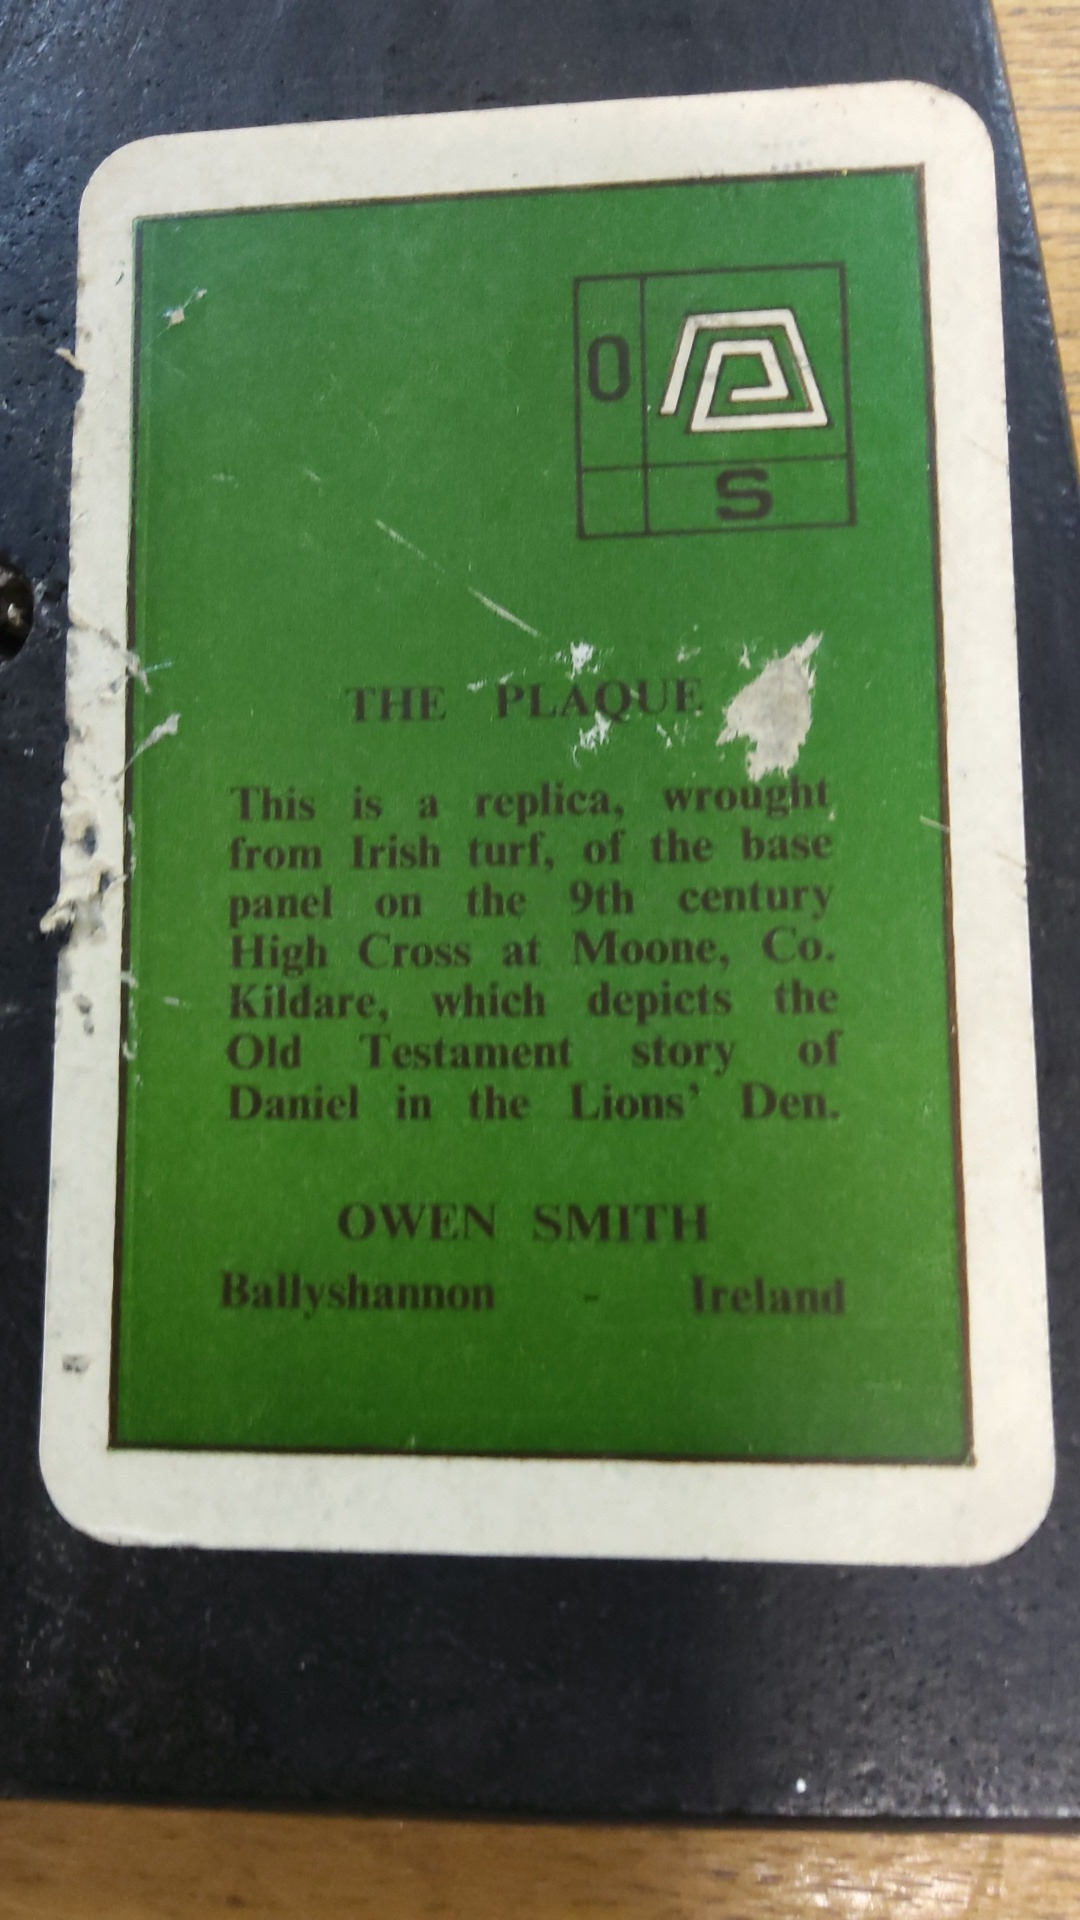 O
S
THE PLAQUE
This is a replica, wrought
from Irish turf, of the base
panel on the 9th century
High Cross at Moone, Co.
Kildare, which depicts the
Old Testament story of
Daniel in the Lions' Den.
OWEN SMITH
Ballyshannon - Ireland